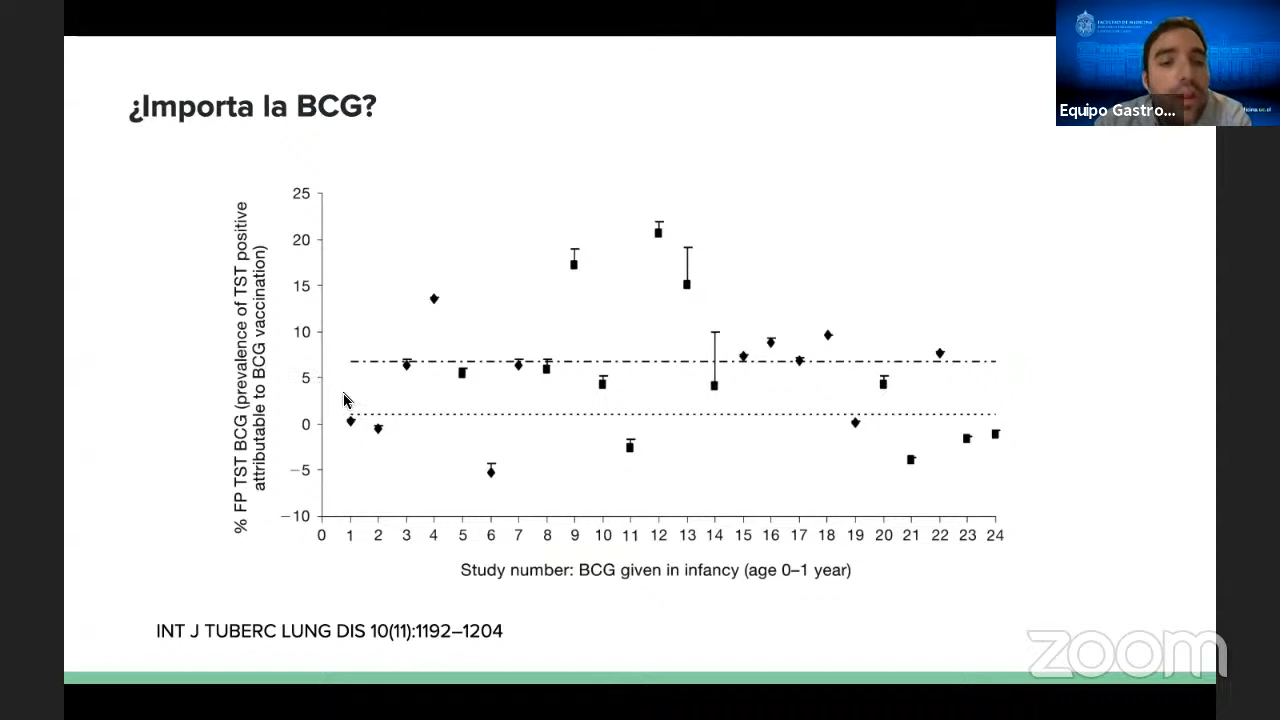 ¿Importa la BCG?
FACULTAD DE MEDICINA
Equipo Gastro...
% FP TST BCG (prevalence of TST positive
attributable to BCG vaccination)
25
20
15
10
5
0
−5
−10
0 1 2 3 4 5 6 7 8 9 10 11 12 13 14 15 16 17 18 19 20 21 22 23 24
Study number: BCG given in infancy (age 0–1 year)
INT J TUBERC LUNG DIS 10(11):1192–1204
zoom